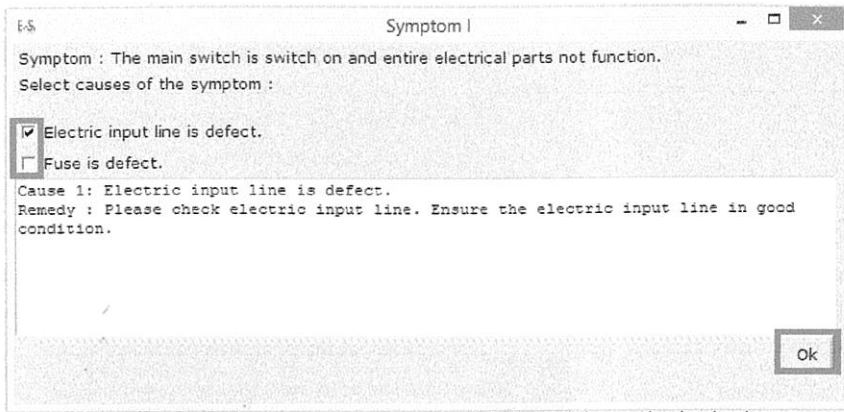 E-S.
Symptom I
Symptom : The main switch is switch on and entire electrical parts not function.
Select causes of the symptom :
Electric input line is defect.
Fuse is defect.
Cause 1: Electric input line is defect.
Remedy : Please check electric input line. Ensure the electric input line in good
condition.
Ok